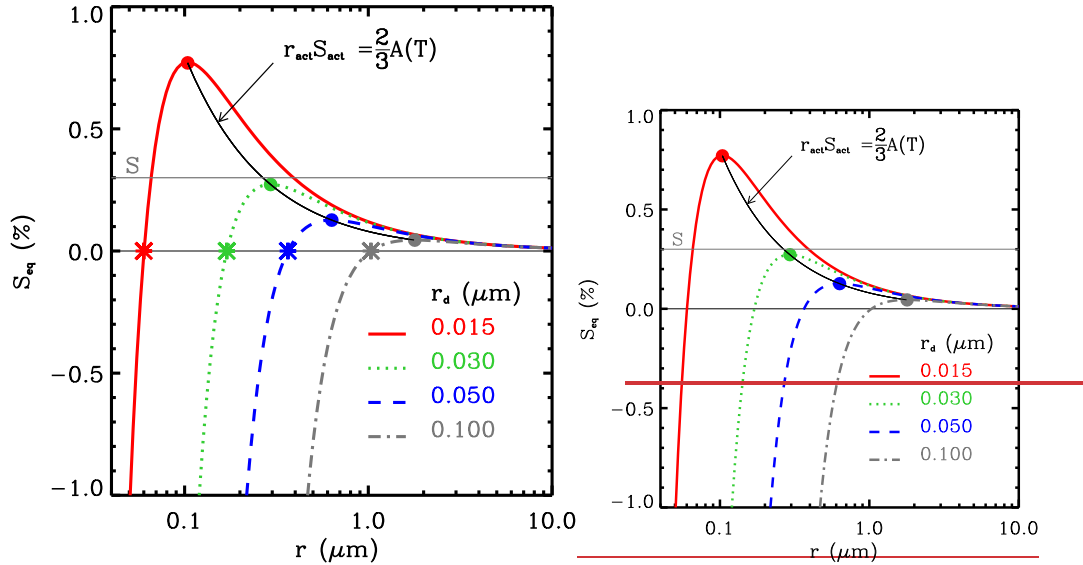 1.0
r_act S_act = 2/3 A(T)
0.5
S
0.0
r_d (μm)
0.015
0.030
0.050
0.100
−0.5
−1.0
S_eq (%)
0.1 1.0 10.0
r (μm)
1.0
r_act S_act = 2/3 A(T)
0.5
S
0.0
r_d (μm)
0.015
0.030
0.050
0.100
−0.5
−1.0
S_eq (%)
0.1 1.0 10.0
r (μm)